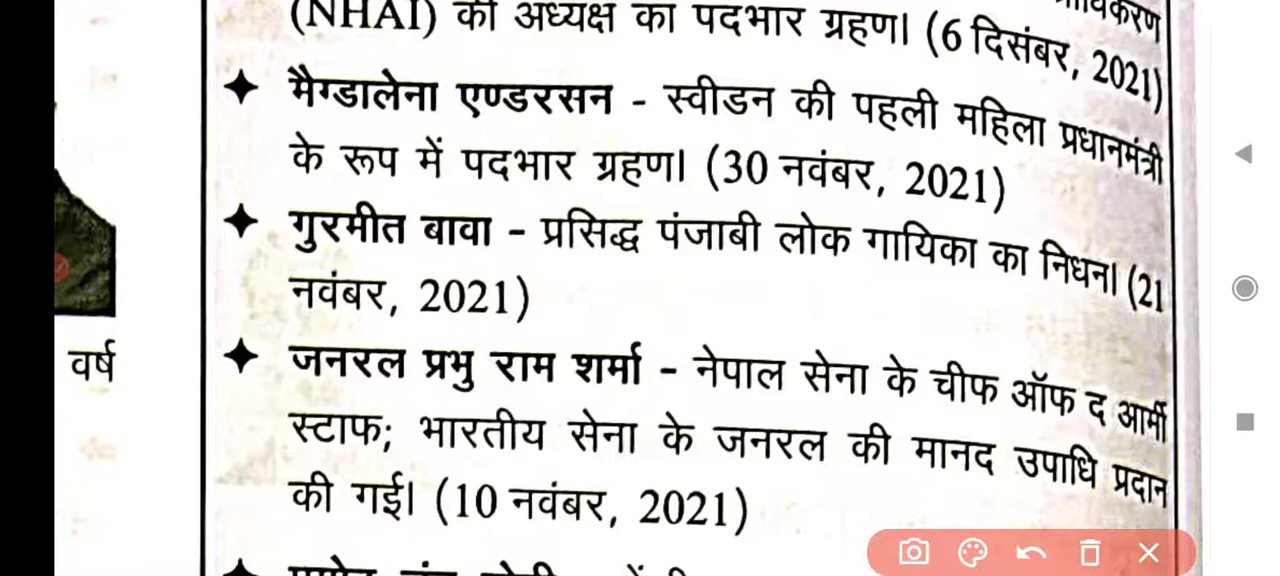 (NHAI) की अध्यक्ष का पदभार ग्रहण। (6 दिसंबर, 2021)
मैग्डालेना एण्डरसन - स्वीडन की पहली महिला प्रधानमंत्री
के रूप में पदभार ग्रहण। (30 नवंबर, 2021)
गुरमीत बावा - प्रसिद्ध पंजाबी लोक गायिका का निधन। (21
नवंबर, 2021)
वर्ष
जनरल प्रभु राम शर्मा - नेपाल सेना के चीफ ऑफ द आर्मी
स्टाफ; भारतीय सेना के जनरल की मानद उपाधि प्रदान
की गई। (10 नवंबर, 2021)